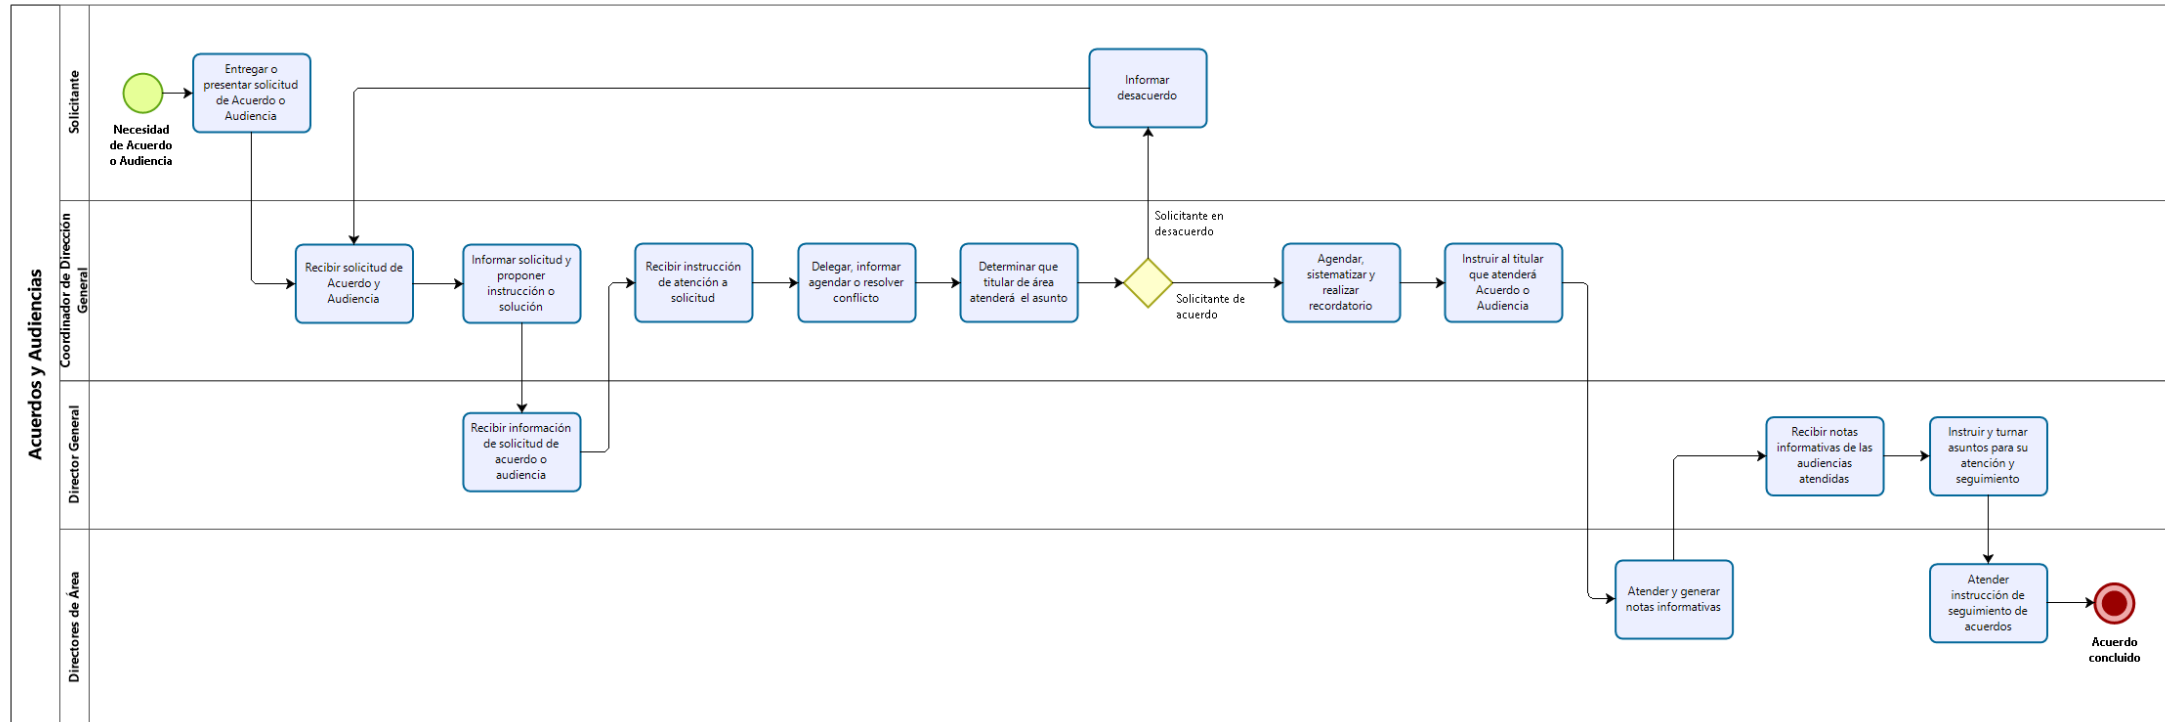 Acuerdos y Audiencias
Solicitante
Necesidad
de Acuerdo
o Audiencia
Entregar o
presentar solicitud
de Acuerdo o
Audiencia
Informar
desacuerdo
Coordinador de Dirección
General
Recibir solicitud de
Acuerdo y
Audiencia
Informar solicitud y
proponer
instrucción o
solución
Recibir instrucción
de atención a
solicitud
Delegar, informar
agendar o resolver
conflicto
Determinar que
titular de área
atenderá el asunto
Solicitante en
desacuerdo
Solicitante de
acuerdo
Agendar,
sistematizar y
realizar
recordatorio
Instruir al titular
que atenderá
Acuerdo o
Audiencia
Director General
Recibir información
de solicitud de
acuerdo o
audiencia
Recibir notas
informativas de las
audiencias
atendidas
Instruir y turnar
asuntos para su
atención y
seguimiento
Directores de Área
Atender y generar
notas informativas
Atender
instrucción de
seguimiento de
acuerdos
Acuerdo
concluido